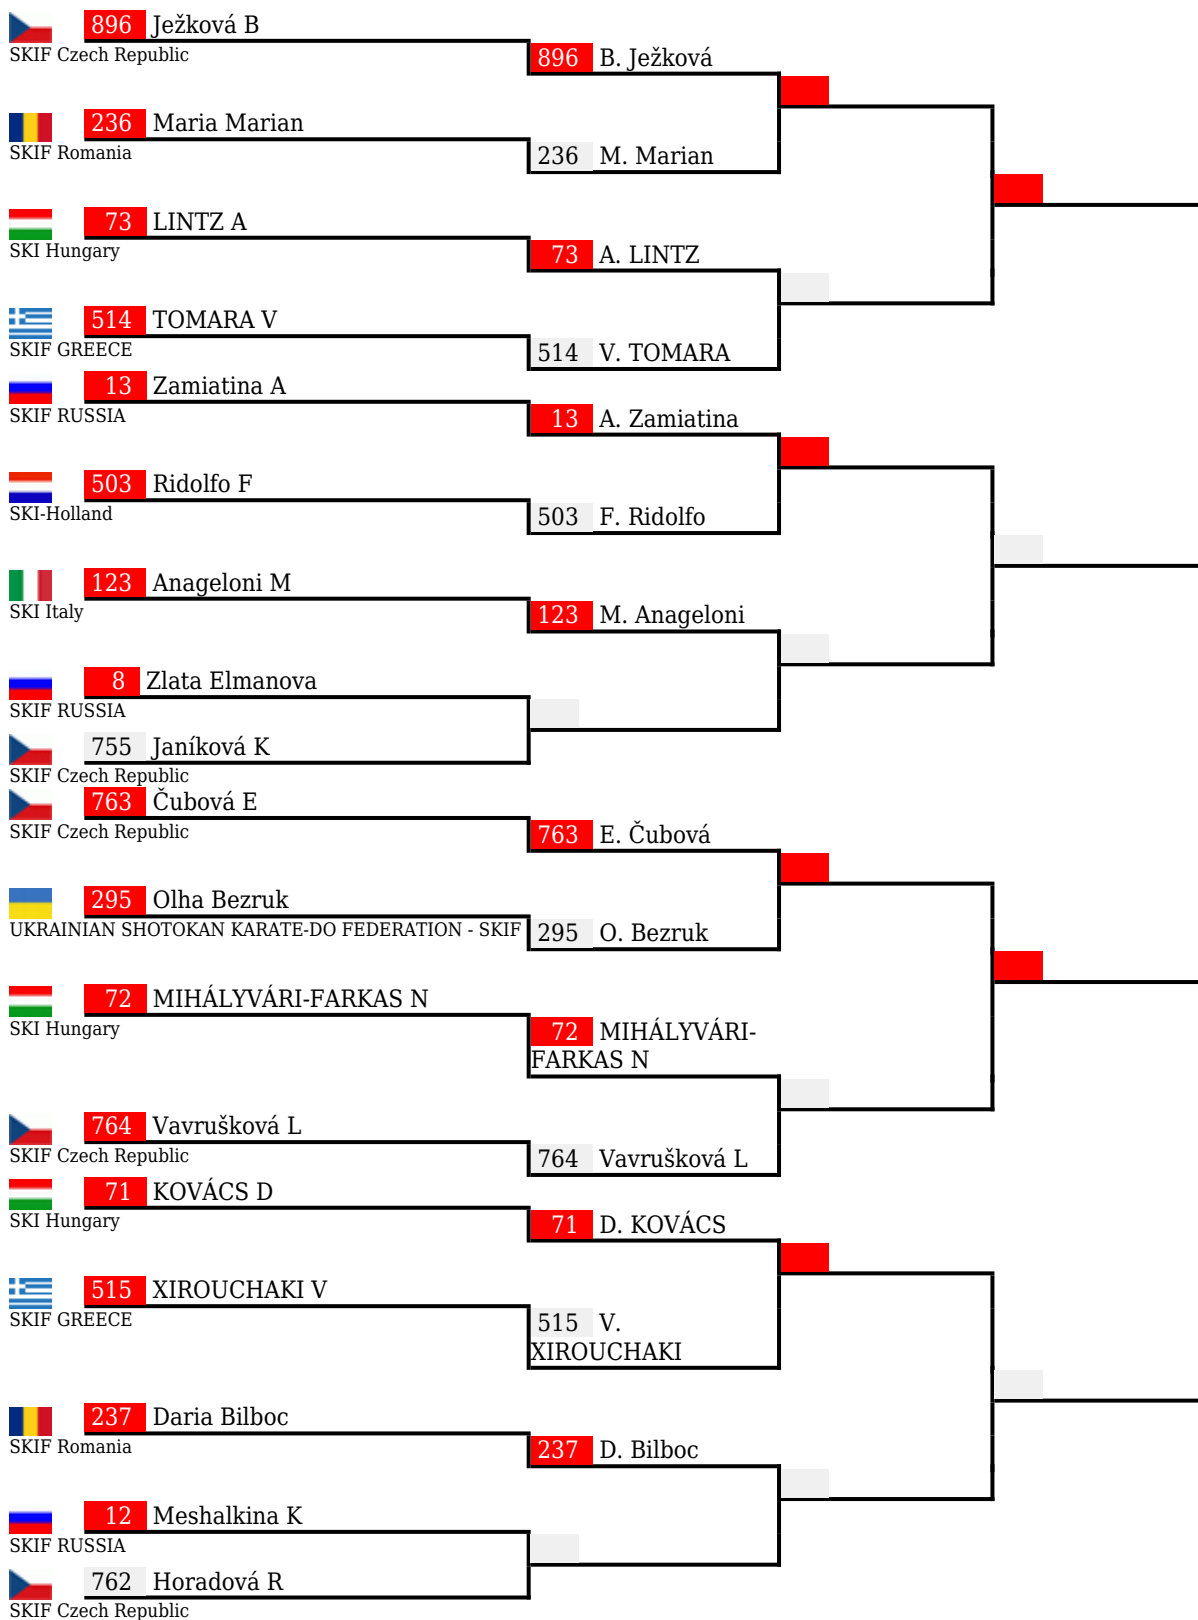 896 Ježková B
SKIF Czech Republic
896 B. Ježková
236 Maria Marian
SKIF Romania
236 M. Marian
73 LINTZ A
SKI Hungary
73 A. LINTZ
514 TOMARA V
SKIF GREECE
514 V. TOMARA
13 Zamiatina A
SKIF RUSSIA
13 A. Zamiatina
503 Ridolfo F
SKI-Holland
503 F. Ridolfo
123 Anageloni M
SKI Italy
123 M. Anageloni
8 Zlata Elmanova
SKIF RUSSIA
755 Janíková K
SKIF Czech Republic
763 Čubová E
SKIF Czech Republic
763 E. Čubová
295 Olha Bezruk
UKRAINIAN SHOTOKAN KARATE-DO FEDERATION - SKIF
295 O. Bezruk
72 MIHÁLYVÁRI-FARKAS N
SKI Hungary
72 MIHÁLYVÁRI-
FARKAS N
764 Vavrušková L
SKIF Czech Republic
764 Vavrušková L
71 KOVÁCS D
SKI Hungary
71 D. KOVÁCS
515 XIROUCHAKI V
SKIF GREECE
515 V.
XIROUCHAKI
237 Daria Bilboc
SKIF Romania
237 D. Bilboc
12 Meshalkina K
SKIF RUSSIA
762 Horadová R
SKIF Czech Republic